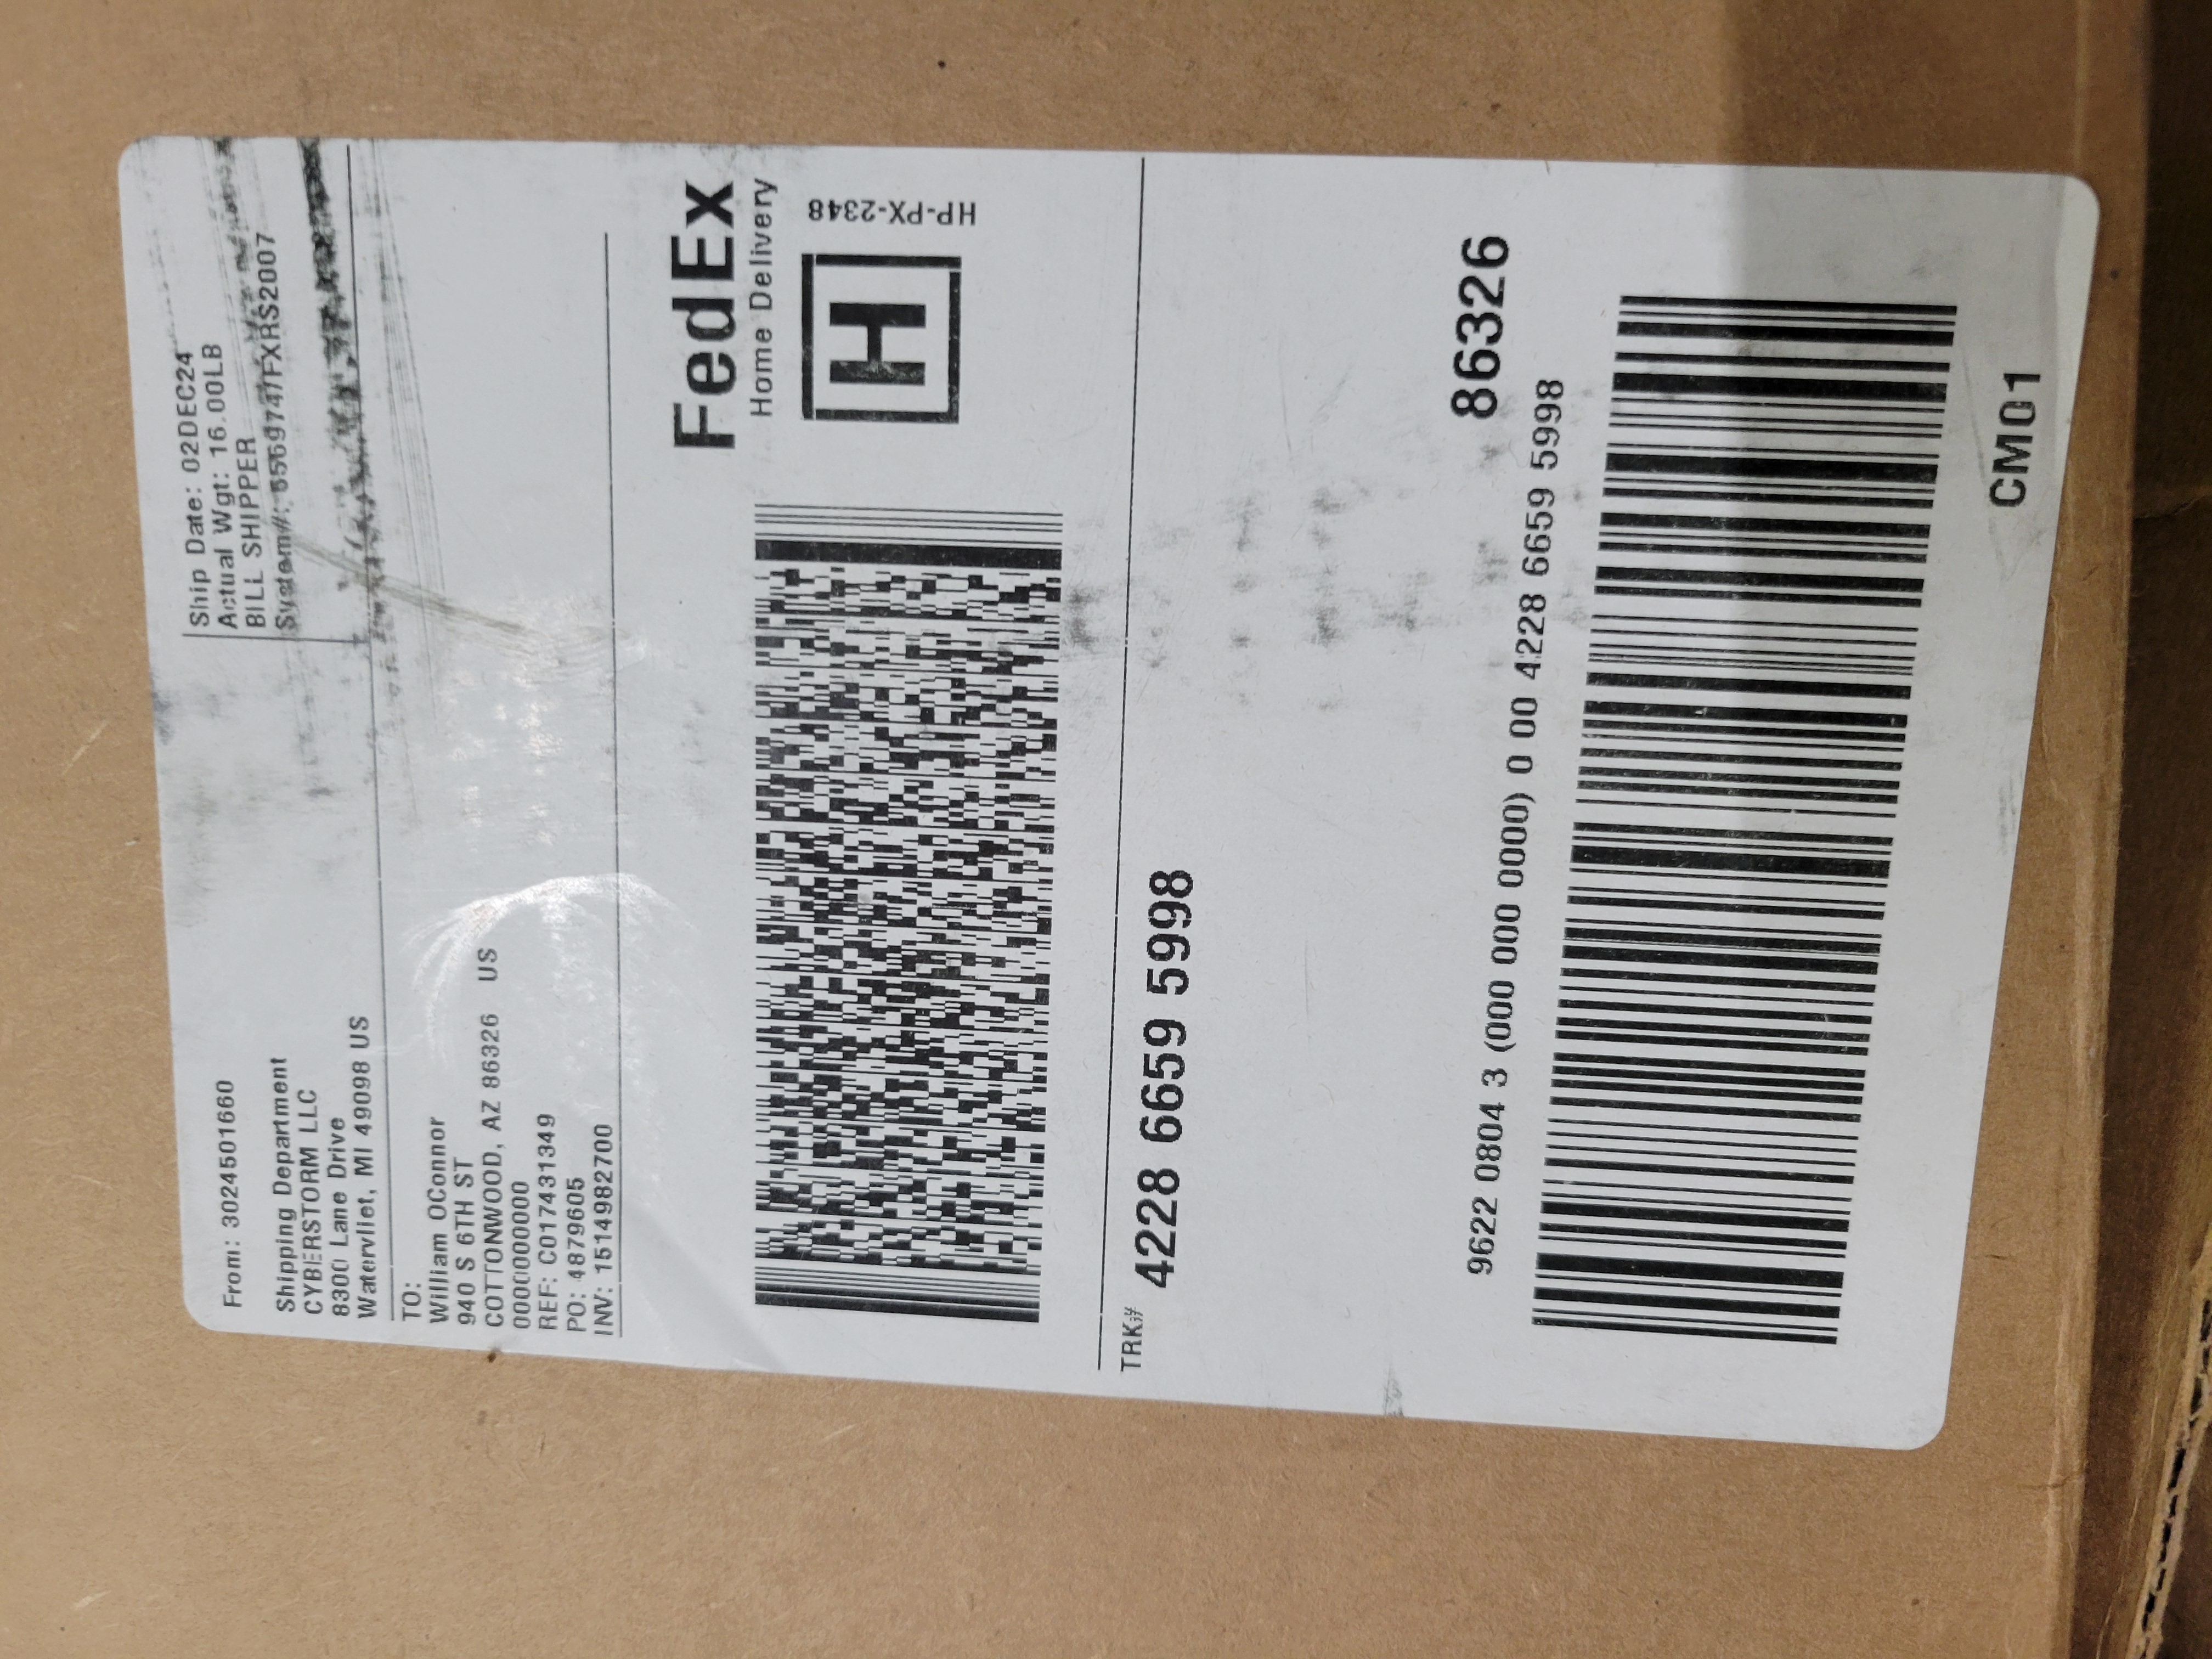 From: 3024501660
Shipping Department
CYBERSTORM LLC
8300 Lane Drive
Watervliet, MI 49098 US
Ship Date: 02DEC24
Actual Wgt: 16.00LB
BILL SHIPPER
System#:
TO:
William OConnor
940 S 6TH ST
COTTONWOOD, AZ 86326 US
0000000000
REF: C017431349
PO: 4879605
INV: 1514982700
FedEx
Home Delivery
H
HP-PX-2348
TRK# 4228 6659 5998
86326
9622 0804 3 (000 000 0000) 0 00 4228 6659 5998
CM01